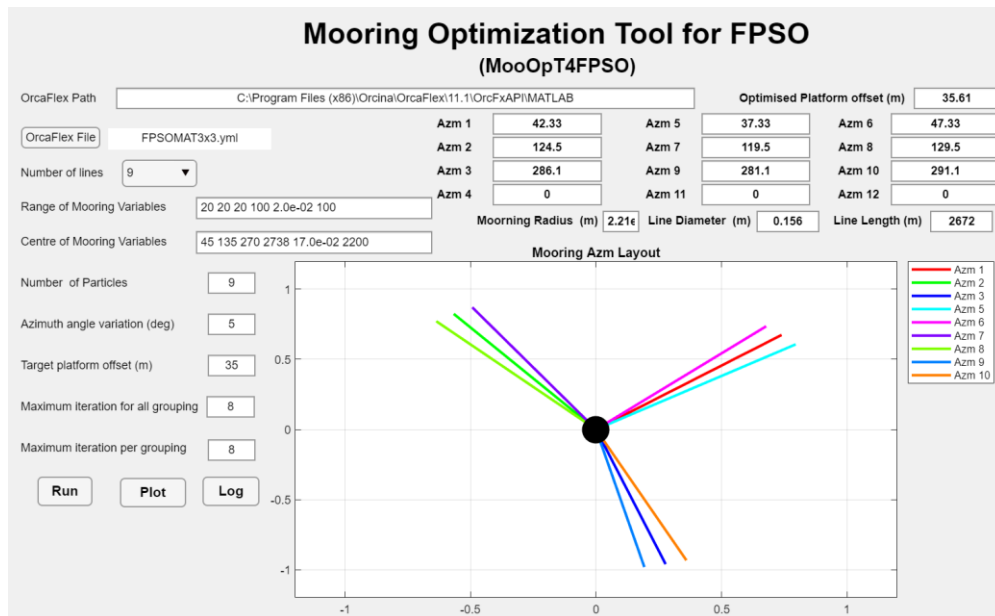 Mooring Optimization Tool for FPSO
(MooOpT4FPSO)
OrcaFlex Path C:\Program Files (x86)\Orcina\OrcaFlex\11.1\OrcFxAPI\MATLAB Optimised Platform offset (m) 35.61
OrcaFlex File FPSOMAT3x3.yml
Azm 1 42.33 Azm 5 37.33 Azm 6 47.33
Azm 2 124.5 Azm 7 119.5 Azm 8 129.5
Number of lines 9
Azm 3 286.1 Azm 9 281.1 Azm 10 291.1
Azm 4 0 Azm 11 0 Azm 12 0
Range of Mooring Variables 20 20 20 100 2.0e-02 100
Moorning Radius (m) 2.21e Line Diameter (m) 0.156 Line Length (m) 2672
Centre of Mooring Variables 45 135 270 2738 17.0e-02 2200
Number of Particles 9
Azimuth angle variation (deg) 5
Target platform offset (m) 35
Maximum iteration for all grouping 8
Maximum iteration per grouping 8
Run Plot Log
Mooring Azm Layout
1
0.5
0
-0.5
-1
-1 -0.5 0 0.5 1
Azm 1
Azm 2
Azm 3
Azm 5
Azm 6
Azm 7
Azm 8
Azm 9
Azm 10